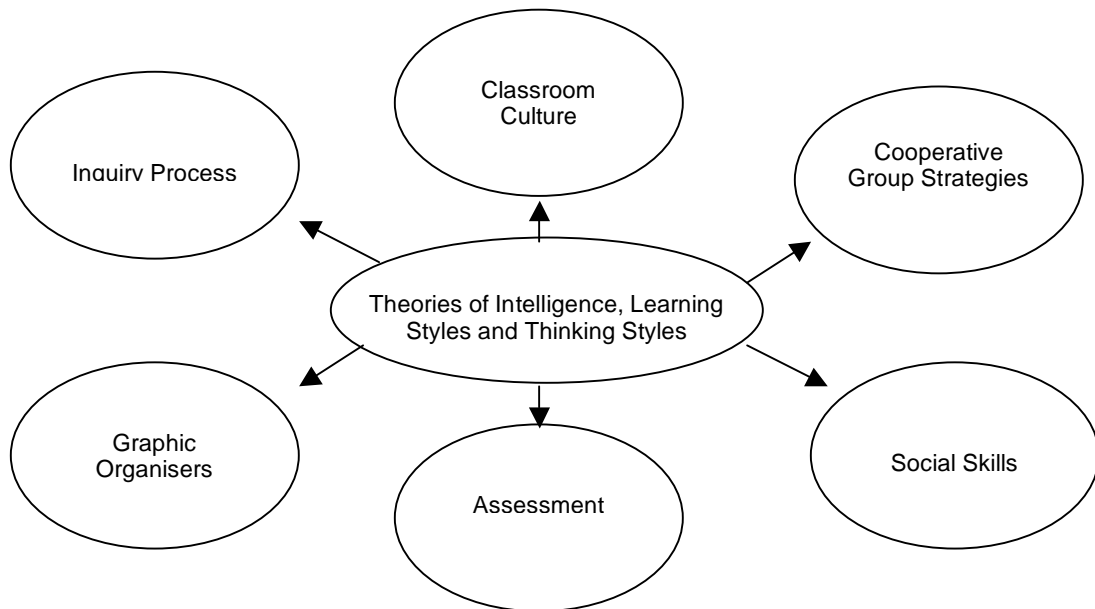 Classroom
Culture
Inquiry Process
Cooperative
Group Strategies
Theories of Intelligence, Learning
Styles and Thinking Styles
Graphic
Organisers
Assessment
Social Skills